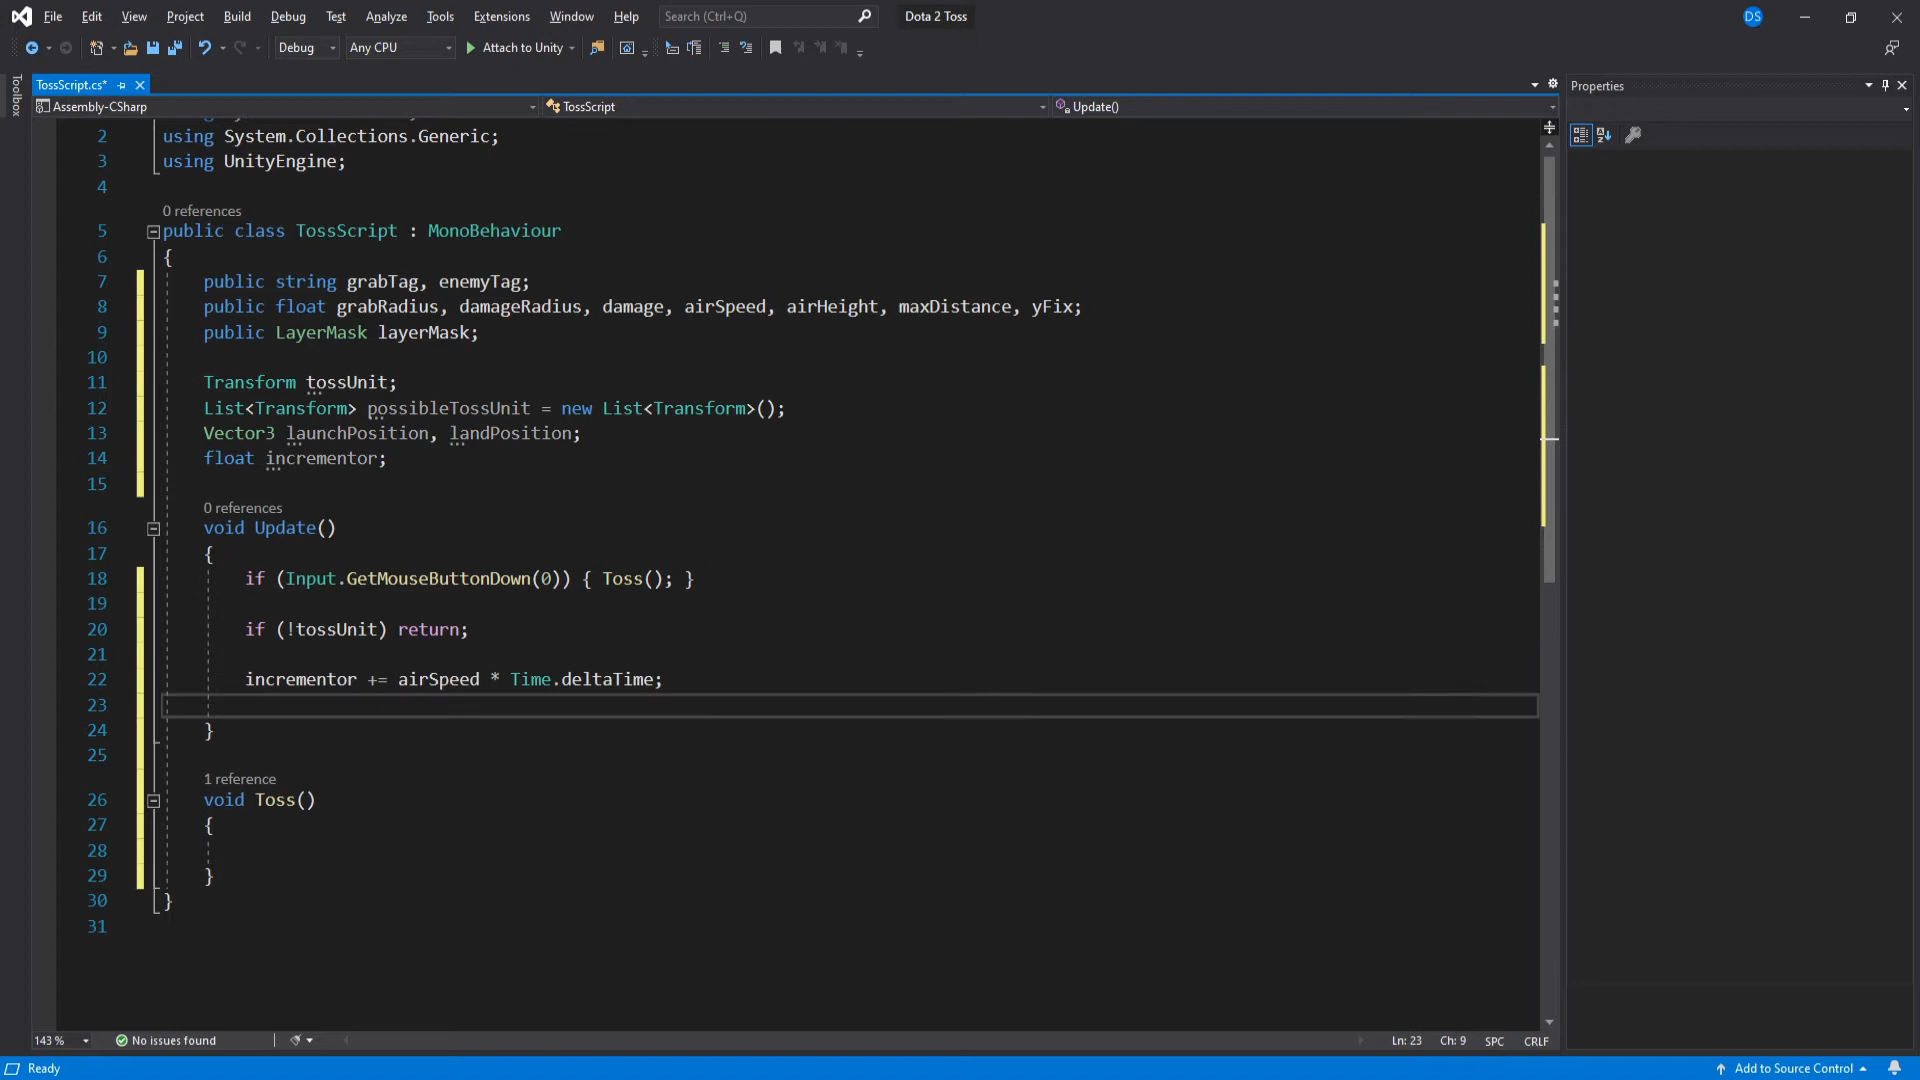 File Edit View Project Build Debug Test Analyze Tools Extensions Window Help Search (Ctrl+Q) Dota 2 Toss DS
Debug Any CPU Attach to Unity
Toolbox
TossScript.cs*
Properties
Assembly-CSharp TossScript Update()
2 using System.Collections.Generic;
3 using UnityEngine;
4
0 references
5 public class TossScript : MonoBehaviour
6 {
7 public string grabTag, enemyTag;
8 public float grabRadius, damageRadius, damage, airSpeed, airHeight, maxDistance, yFix;
9 public LayerMask layerMask;
10
11 Transform tossUnit;
12 List<Transform> possibleTossUnit = new List<Transform>();
13 Vector3 launchPosition, landPosition;
14 float incrementor;
15
0 references
16 void Update()
17 {
18 if (Input.GetMouseButtonDown(0)) { Toss(); }
19
20 if (!tossUnit) return;
21
22 incrementor += airSpeed * Time.deltaTime;
23
24 }
25
1 reference
26 void Toss()
27 {
28
29 }
30 }
31
143 % No issues found Ln: 23 Ch: 9 SPC CRLF
Ready Add to Source Control